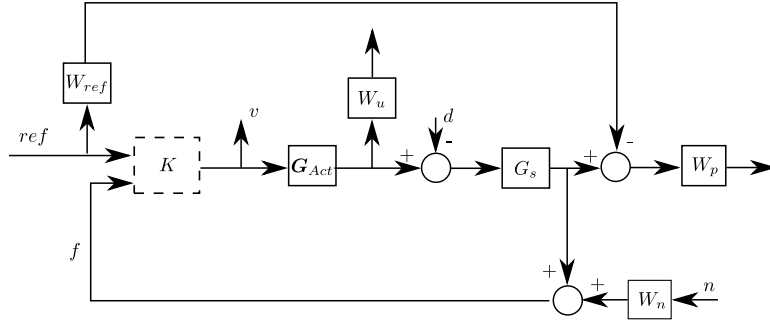 W_ref
ref
K
v
G_Act
W_u
d
-
+
G_s
+
-
W_p
f
+
+
W_n
n